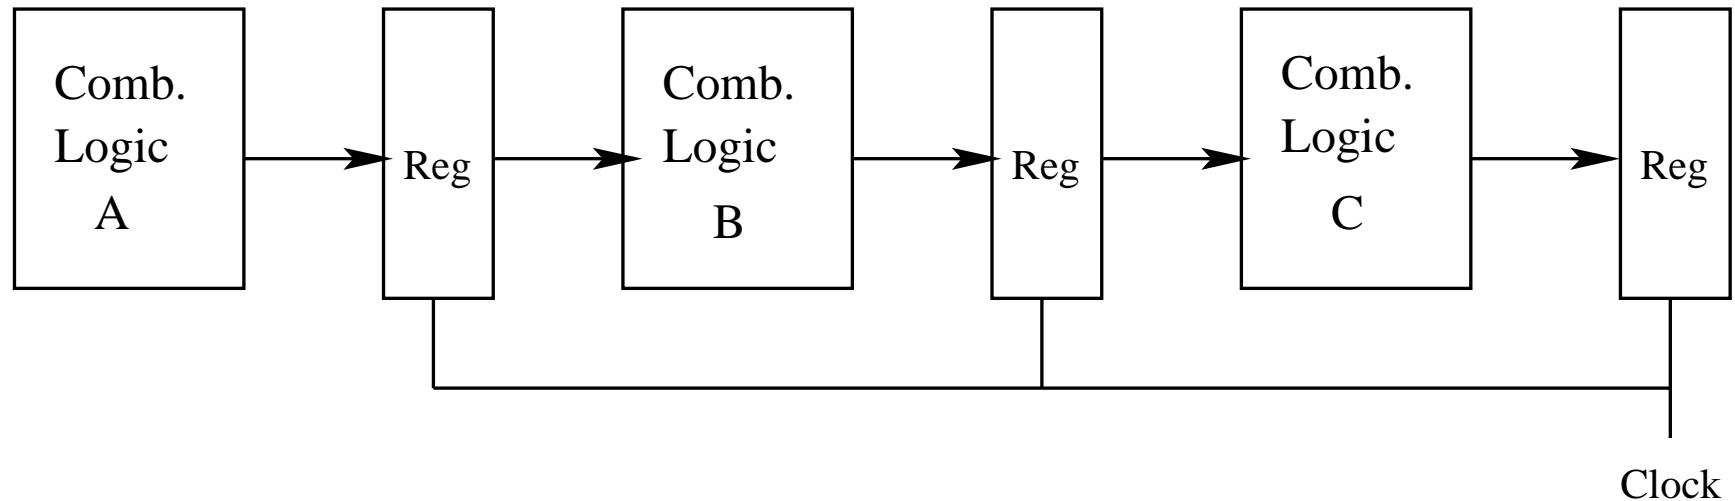 Comb.
Logic
A
Reg
Comb.
Logic
B
Reg
Comb.
Logic
C
Reg
Clock